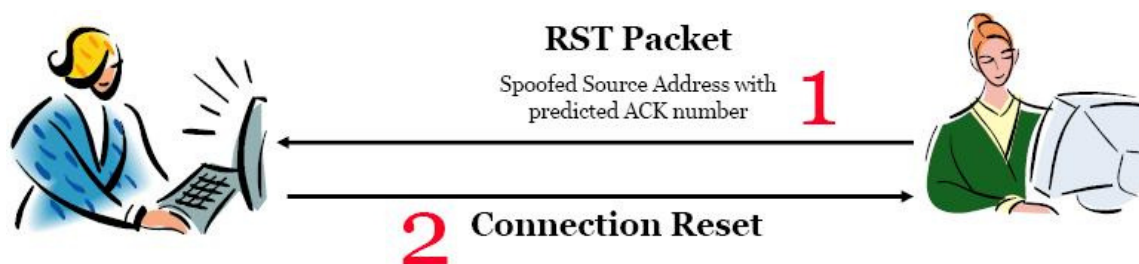 RST Packet
Spoofed Source Address with
predicted ACK number
1
2
Connection Reset